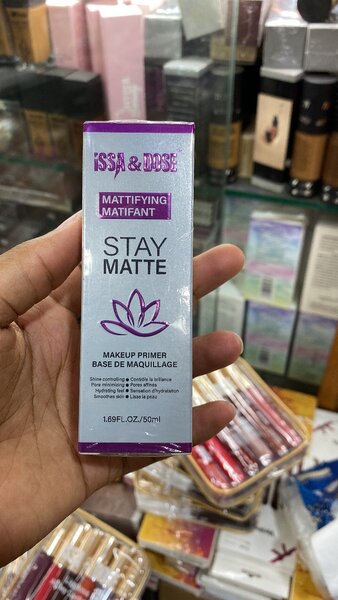 ISSA & DOSE
MATTIFYING
MATIFANT
STAY
MATTE
MAKEUP PRIMER
BASE DE MAQUILLAGE
Shine controlling ● Contrôle la brillance
Pore minimizing ● Pores affinés
Hydrating feel ● Sensation d'hydratation
Smoothes skin ● Lisse la peau
1.69FL.OZ./50ml